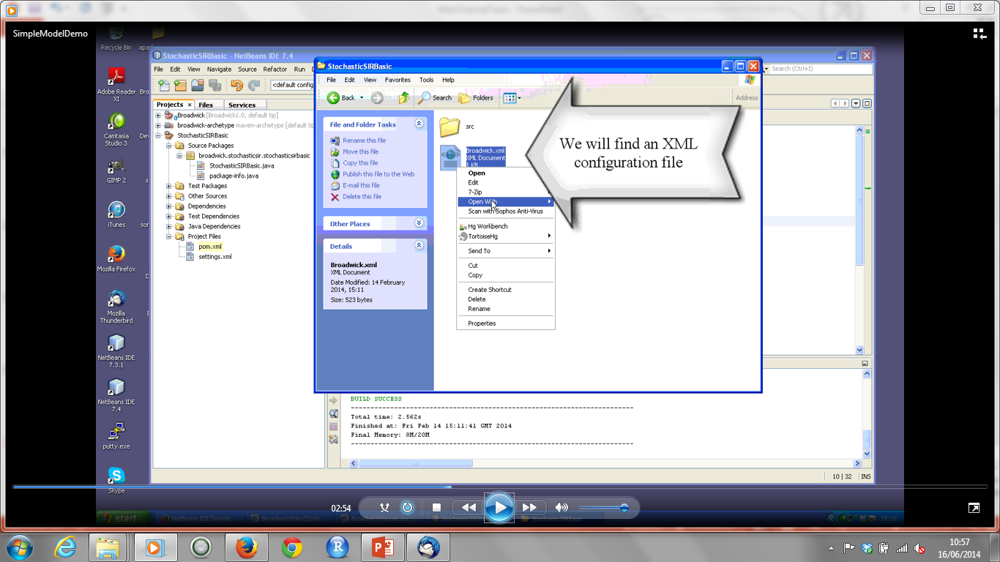 SimpleModelDemo
Recycle Bin
StochasticSIRBasic - NetBeans IDE 7.4
File Edit View Navigate Source Refactor Run
Search (Ctrl+I)
<default config
Projects × Files Services
Broadwick [Broadwick1.0, default tip]
broadwick-archetype maven-archetype [default tip
StochasticSIRBasic
Source Packages
broadwick.stochasticsir.stochasticsirbasic
StochasticSIRBasic.java
package-info.java
Test Packages
Other Sources
Dependencies
Test Dependencies
Java Dependencies
Project Files
pom.xml
settings.xml
Adobe Reader
XI
Camtasia
Studio 3
GIMP 2
iTunes
Mozilla Firefox
Mozilla
Thunderbird
NetBeans IDE
7.3.1
NetBeans IDE
7.4
putty.exe
Skype
StochasticSIRBasic
File Edit View Favorites Tools Help
Back Search Folders Address
File and Folder Tasks
Rename this file
Move this file
Copy this file
Publish this file to the Web
E-mail this file
Delete this file
Other Places
Details
Broadwick.xml
XML Document
Date Modified: 14 February
2014, 15:11
Size: 523 bytes
src
Broadwick.xml
XML Document
1 KB
Open
Edit
7-Zip
Open With
Scan with Sophos Anti-Virus
Hg Workbench
TortoiseHg
Send To
Cut
Copy
Create Shortcut
Delete
Rename
Properties
We will find an XML
configuration file
BUILD SUCCESS
Total time: 2.562s
Finished at: Fri Feb 14 15:11:41 GMT 2014
Final Memory: 8M/20M
10 | 32 INS
02:54
start
15:19
10:57
16/06/2014